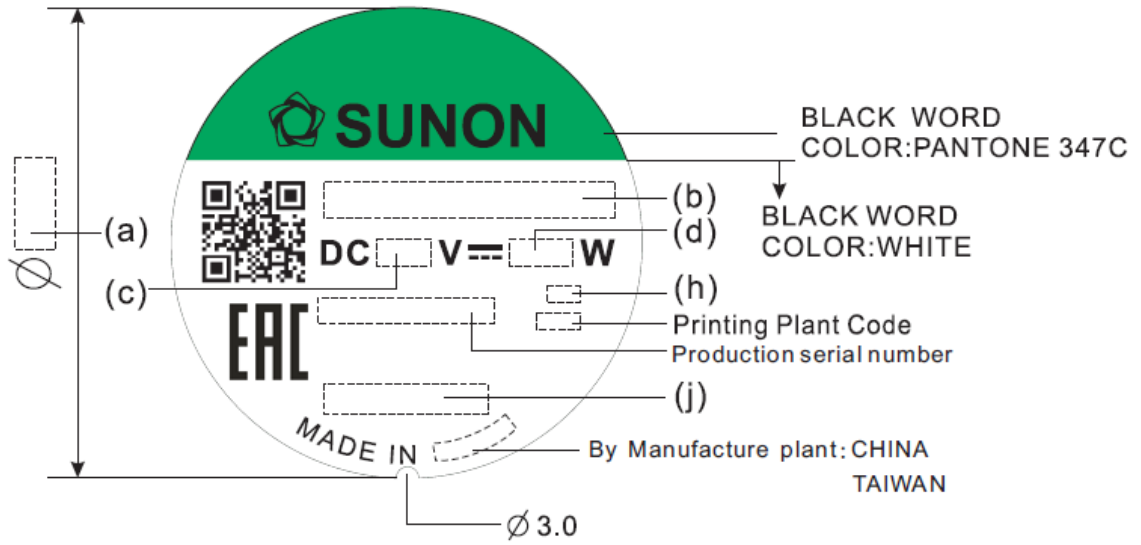 SUNON
BLACK WORD
COLOR:PANTONE 347C
(b)
BLACK WORD
COLOR:WHITE
(a)
DC V W
(d)
(c)
(h)
Printing Plant Code
Production serial number
EAC
(j)
MADE IN
By Manufacture plant: CHINA
TAIWAN
Ø
Ø 3.0